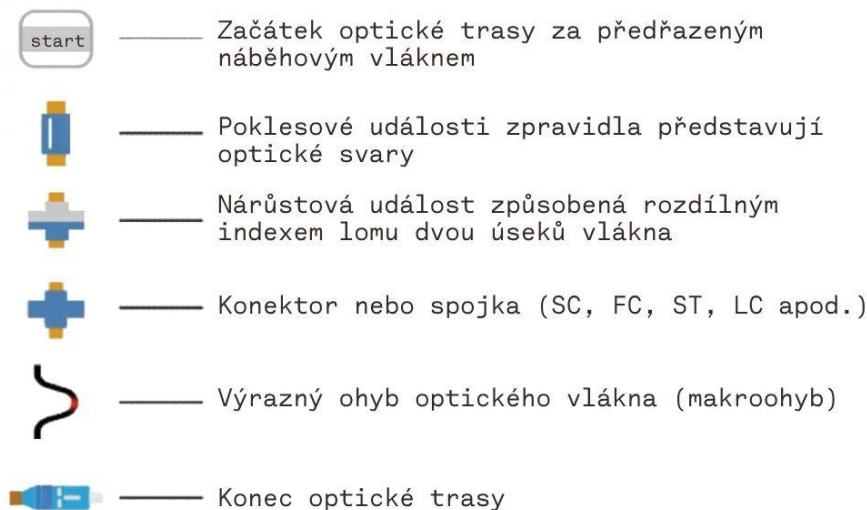 start
Začátek optické trasy za předřazeným
náběhovým vláknem
Poklesové události zpravidla představují
optické svary
Nárůstová událost způsobená rozdílným
indexem lomu dvou úseků vlákna
Konektor nebo spojka (SC, FC, ST, LC apod.)
Výrazný ohyb optického vlákna (makroohyb)
Konec optické trasy